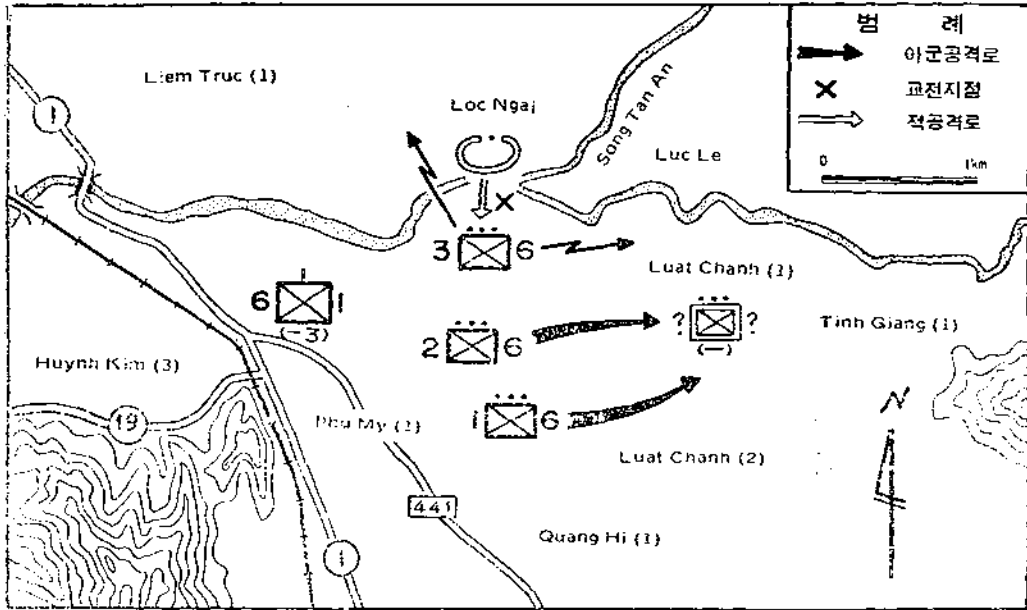 범 례
아군공격로
교전지점
적공격로
0 1km
Liem Truc (1)
Loc Ngai
Song Tan An
Luc Le
1
3 6
Luat Chanh (1)
6 1
(-3)
? ?
(-)
Tinh Giang (1)
2 6
Huynh Kim (3)
1 6
19
Phu My (1)
N
Luat Chanh (2)
441
Quang Hi (1)
1